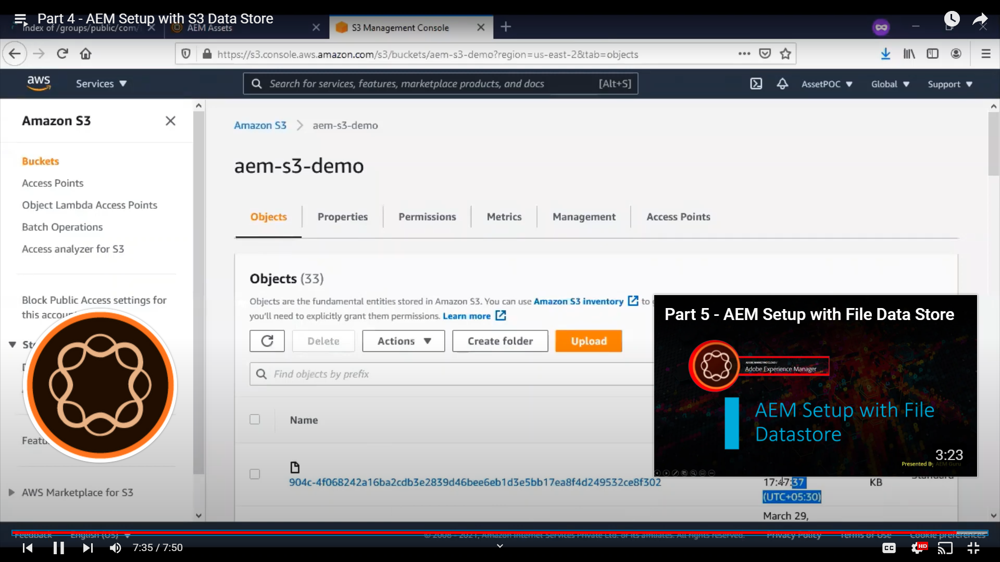 Part 4 - AEM Setup with S3 Data Store
Index of /groups/public/com/
AEM Assets
S3 Management Console
https://s3.console.aws.amazon.com/s3/buckets/aem-s3-demo?region=us-east-2&tab=objects
aws
Services
Search for services, features, marketplace products, and docs [Alt+S]
AssetPOC
Global
Support
Amazon S3
Buckets
Access Points
Object Lambda Access Points
Batch Operations
Access analyzer for S3
Block Public Access settings for
this accou
St
Featu
AWS Marketplace for S3
Amazon S3 > aem-s3-demo
aem-s3-demo
Objects
Properties
Permissions
Metrics
Management
Access Points
Objects (33)
Objects are the fundamental entities stored in Amazon S3. You can use Amazon S3 inventory to
you'll need to explicitly grant them permissions. Learn more
Delete
Actions
Create folder
Upload
Find objects by prefix
Name
904c-4f068242a16ba2cdb3e2839d46bee6eb1d3e5bb17ea8f4d249532ce8f302
17:47:37
(UTC+05:30)
KB
Standard
March 29,
Part 5 - AEM Setup with File Data Store
ADOBE MARKETING CLOUD /
Adobe Experience Manager
AEM Setup with File
Datastore
3:23
Presented By AEM Guru
Feedback
English (US)
© 2008 - 2021, Amazon Internet Services Private Ltd. or its affiliates. All rights reserved.
Privacy Policy
Terms of Use
Cookie preferences
7:35 / 7:50
CC
HD